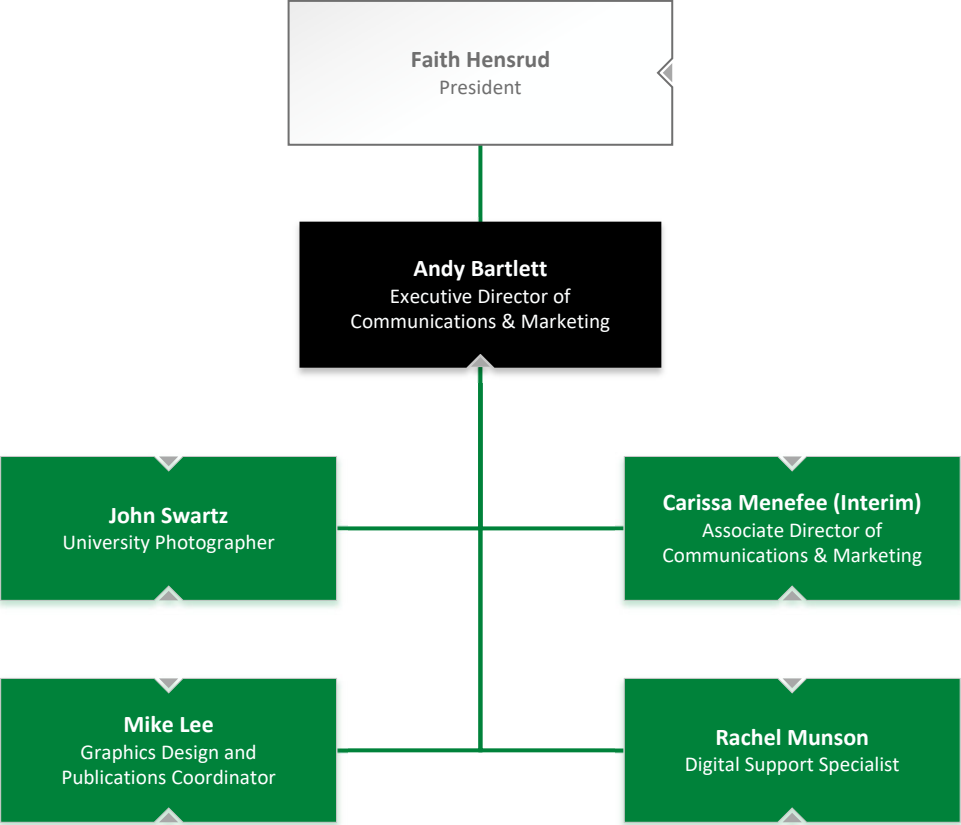 Faith Hensrud
President
Andy Bartlett
Executive Director of
Communications & Marketing
John Swartz
University Photographer
Carissa Menefee (Interim)
Associate Director of
Communications & Marketing
Mike Lee
Graphics Design and
Publications Coordinator
Rachel Munson
Digital Support Specialist